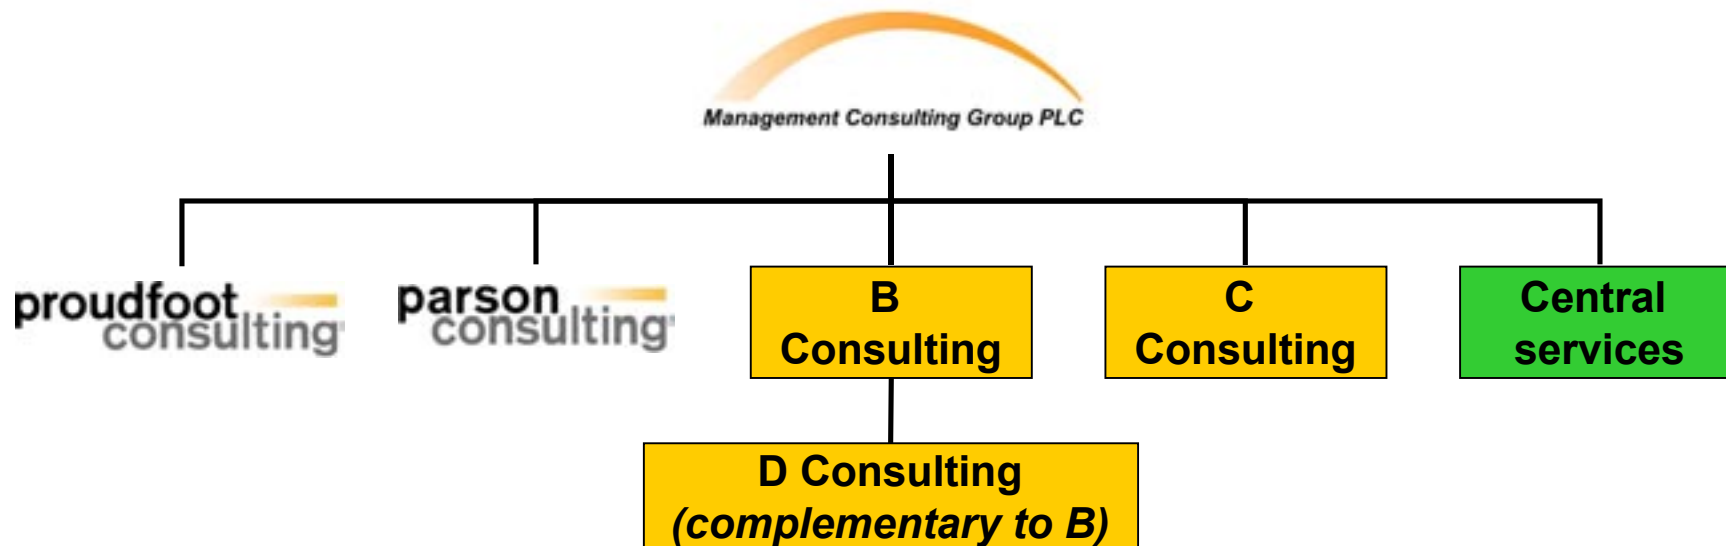 Management Consulting Group PLC
proudfoot
consulting
parson
consulting
B
Consulting
C
Consulting
Central
services
D Consulting
(complementary to B)